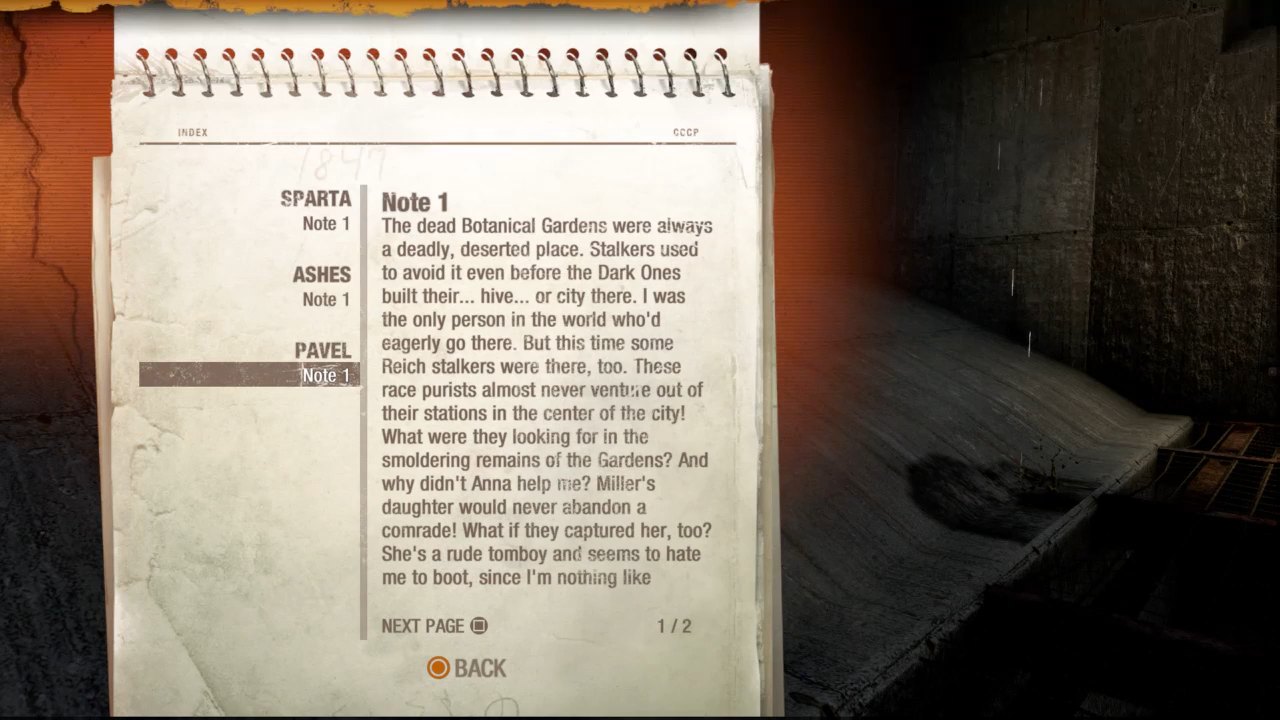 INDEX
CCCP
1847
SPARTA
Note 1
ASHES
Note 1
PAVEL
Note 1
Note 1
The dead Botanical Gardens were always
a deadly, deserted place. Stalkers used
to avoid it even before the Dark Ones
built their... hive... or city there. I was
the only person in the world who'd
eagerly go there. But this time some
Reich stalkers were there, too. These
race purists almost never venture out of
their stations in the center of the city!
What were they looking for in the
smoldering remains of the Gardens? And
why didn't Anna help me? Miller's
daughter would never abandon a
comrade! What if they captured her, too?
She's a rude tomboy and seems to hate
me to boot, since I'm nothing like
NEXT PAGE
1 / 2
BACK